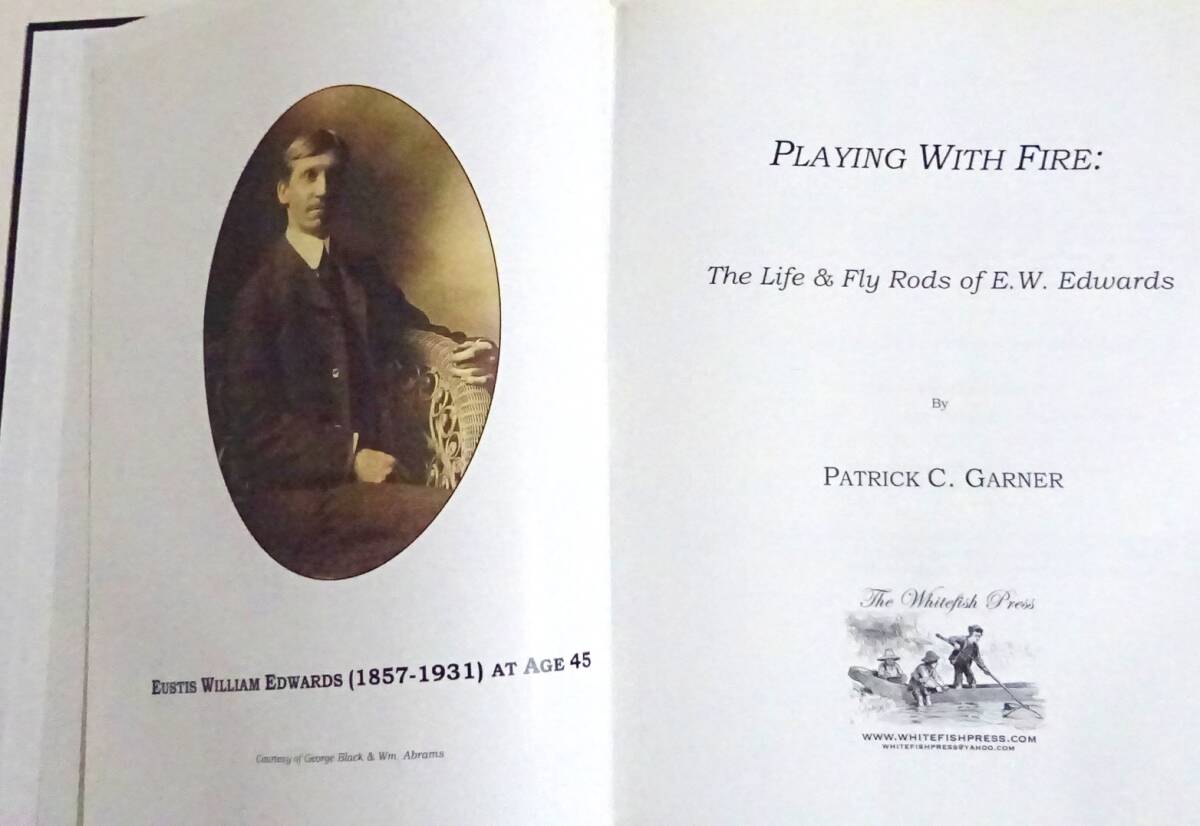 EUSTIS WILLIAM EDWARDS (1857-1931) AT AGE 45
Courtesy of George Black & Wm. Abrams
PLAYING WITH FIRE:
The Life & Fly Rods of E.W. Edwards
By
PATRICK C. GARNER
The Whitefish Press
WWW.WHITEFISHPRESS.COM
WHITEFISHPRESS@YAHOO.COM